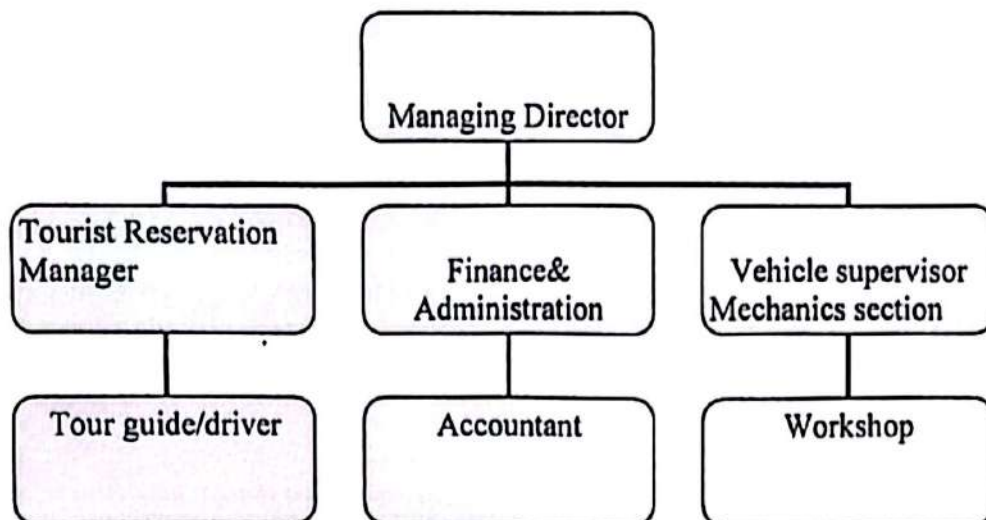 Managing Director
Tourist Reservation
Manager
Finance&
Administration
Vehicle supervisor
Mechanics section
Tour guide/driver
Accountant
Workshop